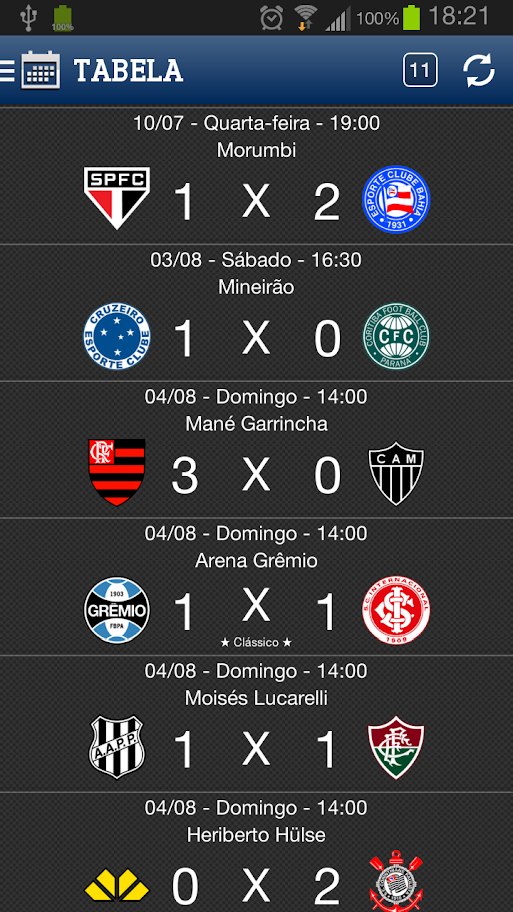 100%
100%
18:21
TABELA
11
10/07 - Quarta-feira - 19:00
Morumbi
SPFC
1 X 2
ESPORTE CLUBE BAHIA
1931
03/08 - Sábado - 16:30
Mineirão
CRUZEIRO
ESPORTE CLUBE
1 X 0
CORITIBA FOOT BALL CLUB
CFC
PARANÁ
04/08 - Domingo - 14:00
Mané Garrincha
3 X 0
CAM
04/08 - Domingo - 14:00
Arena Grêmio
1903
GRÊMIO
FBPA
1 X 1
S.C. INTERNACIONAL
1909
★ Clássico ★
04/08 - Domingo - 14:00
Moisés Lucarelli
A.A.P.P.
1 X 1
04/08 - Domingo - 14:00
Heriberto Hülse
0 X 2